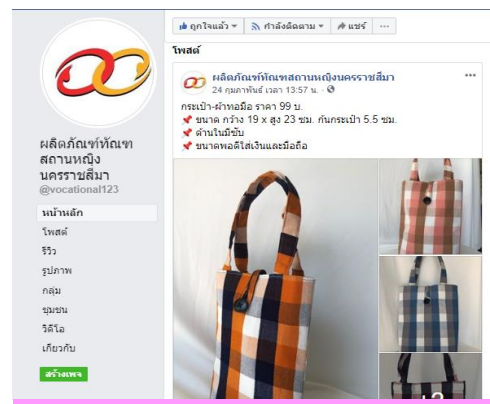 ถูกใจแล้ว กำลังติดตาม แชร์ ...
โพสต์
ผลิตภัณฑ์ทัณฑสถานหญิงนครราชสีมา ...
24 กุมภาพันธ์ เวลา 13:57 น. ·
กระเป๋า-ผ้าทอมือ ราคา 99 บ.
📌 ขนาด กว้าง 19 x สูง 23 ซม. ก้นกระเป๋า 5.5 ซม.
📌 ด้านในมีซับ
📌 ขนาดพอดีใส่เงินและมือถือ
ผลิตภัณฑ์ทัณฑ
สถานหญิง
นครราชสีมา
@vocational123
หน้าหลัก
โพสต์
รีวิว
รูปภาพ
กลุ่ม
ชุมชน
วิดีโอ
เกี่ยวกับ
สร้างเพจ